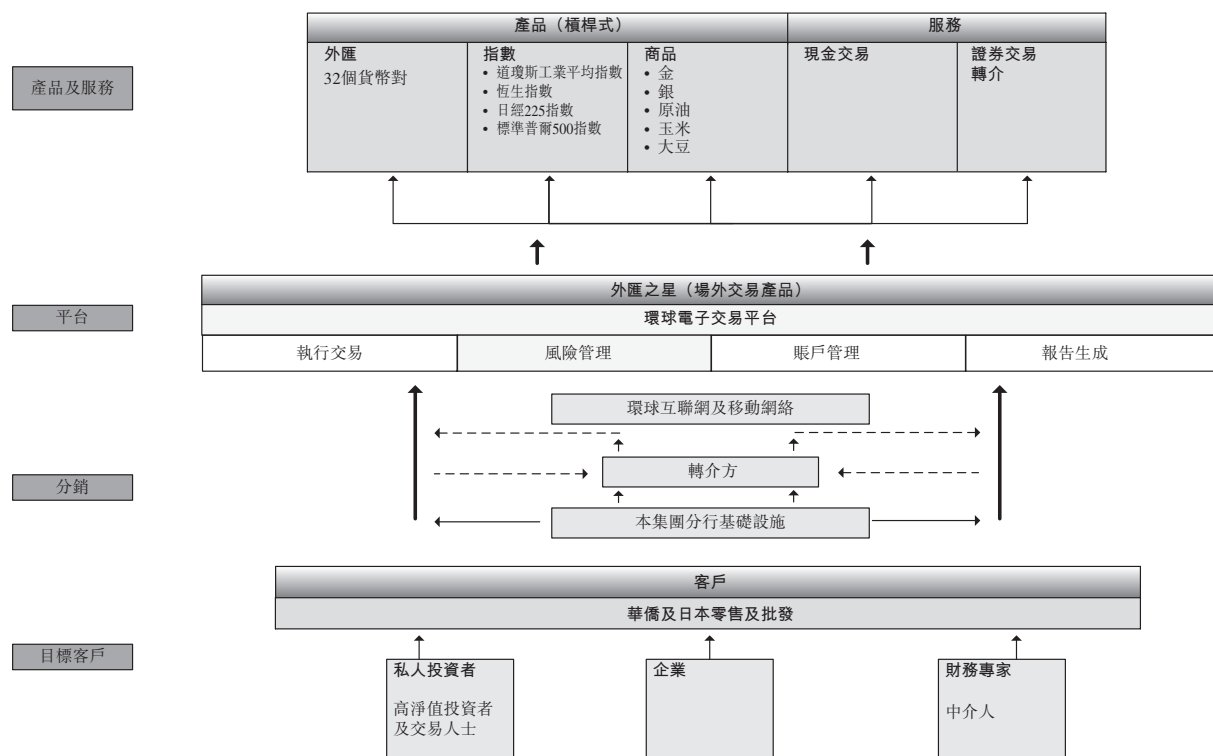 產品（槓桿式）
服務
產品及服務
外匯
32個貨幣對
指數
• 道瓊斯工業平均指數
• 恆生指數
• 日經225指數
• 標準普爾500指數
商品
• 金
• 銀
• 原油
• 玉米
• 大豆
現金交易
證券交易
轉介
平台
外匯之星（場外交易產品）
環球電子交易平台
執行交易
風險管理
賬戶管理
報告生成
分銷
環球互聯網及移動網絡
轉介方
本集團分行基礎設施
客戶
華僑及日本零售及批發
目標客戶
私人投資者
高淨值投資者
及交易人士
企業
財務專家
中介人